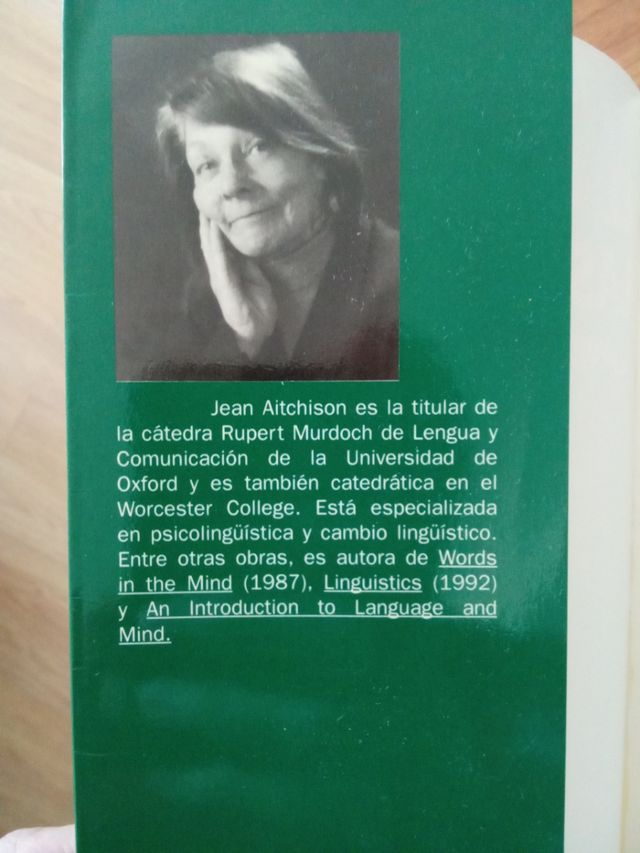 Jean Aitchison es la titular de
la cátedra Rupert Murdoch de Lengua y
Comunicación de la Universidad de
Oxford y es también catedrática en el
Worcester College. Está especializada
en psicolingüística y cambio lingüístico.
Entre otras obras, es autora de Words
in the Mind (1987), Linguistics (1992)
y An Introduction to Language and
Mind.